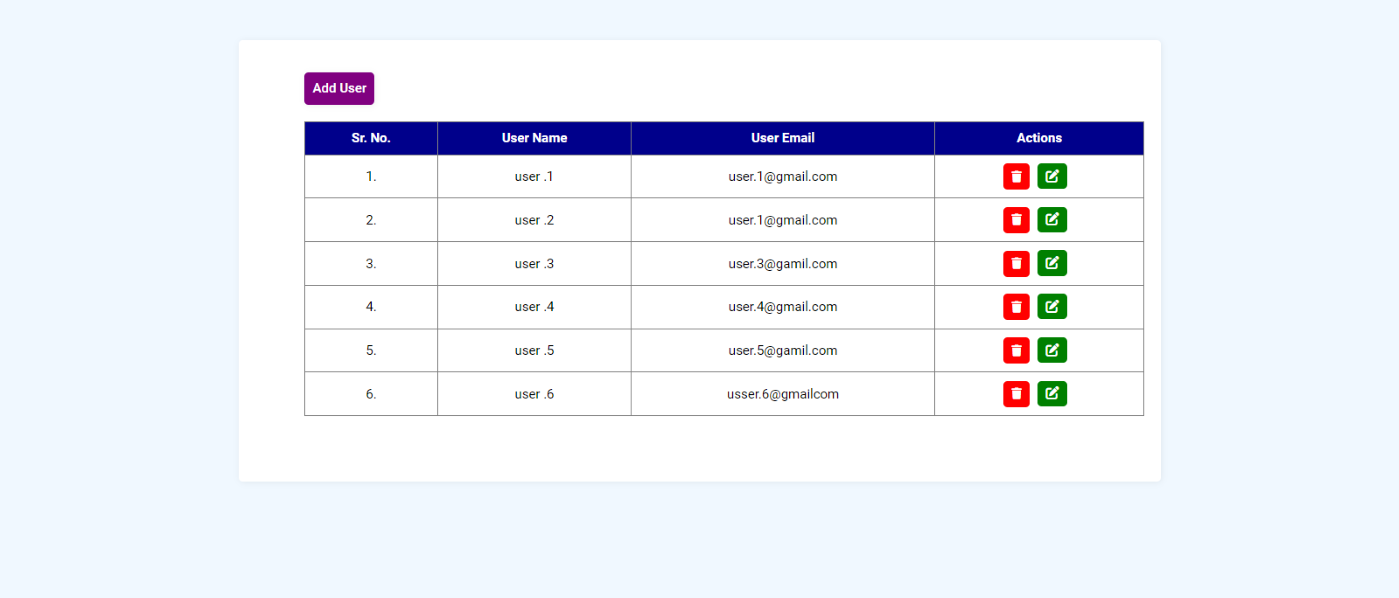 Add User
Sr. No. User Name User Email Actions
1. user .1 user.1@gmail.com
2. user .2 user.1@gmail.com
3. user .3 user.3@gamil.com
4. user .4 user.4@gmail.com
5. user .5 user.5@gamil.com
6. user .6 usser.6@gmailcom